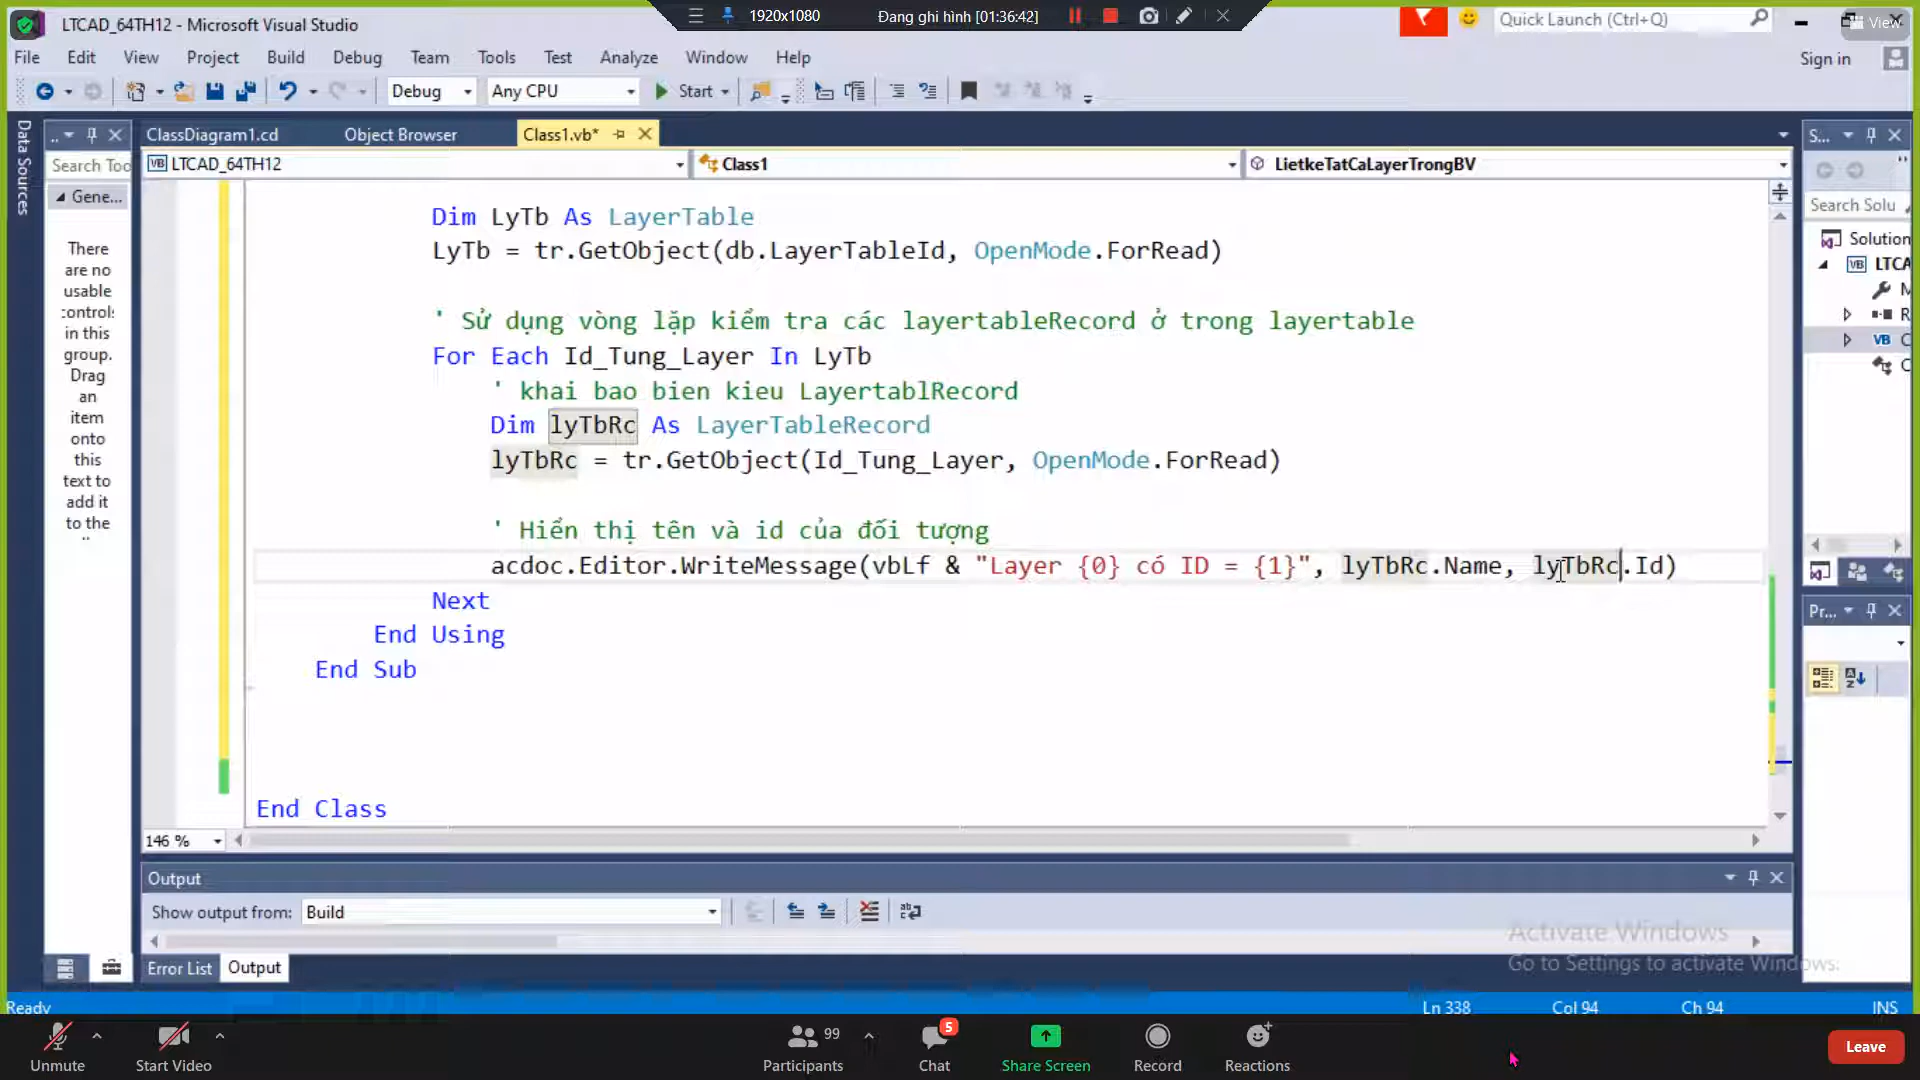 1920x1080
Đang ghi hình [01:36:42]
LTCAD_64TH12 - Microsoft Visual Studio
Quick Launch (Ctrl+Q)
View
File Edit View Project Build Debug Team Tools Test Analyze Window Help
Sign in
Debug
Any CPU
Start
Data Sources
ClassDiagram1.cd
Object Browser
Class1.vb*
S...
Search Too
LTCAD_64TH12
Class1
LietkeTatCaLayerTrongBV
Gene...
There
are no
usable
controls
in this
group.
Drag
an
item
onto
this
text to
add it
to the
Dim LyTb As LayerTable
LyTb = tr.GetObject(db.LayerTableId, OpenMode.ForRead)
' Sử dụng vòng lặp kiểm tra các layertableRecord ở trong layertable
For Each Id_Tung_Layer In LyTb
' khai bao bien kieu LayertablRecord
Dim lyTbRc As LayerTableRecord
lyTbRc = tr.GetObject(Id_Tung_Layer, OpenMode.ForRead)
' Hiển thị tên và id của đối tượng
acdoc.Editor.WriteMessage(vbLf & "Layer {0} có ID = {1}", lyTbRc.Name, lyTbRc.Id)
Next
End Using
End Sub
End Class
146 %
Search Solu
Solution
LTCA
Pr...
Output
Show output from: Build
Error List
Output
Activate Windows
Go to Settings to activate Windows.
Ready
Ln 338
Col 94
Ch 94
INS
Unmute
Start Video
99
Participants
5
Chat
Share Screen
Record
Reactions
Leave